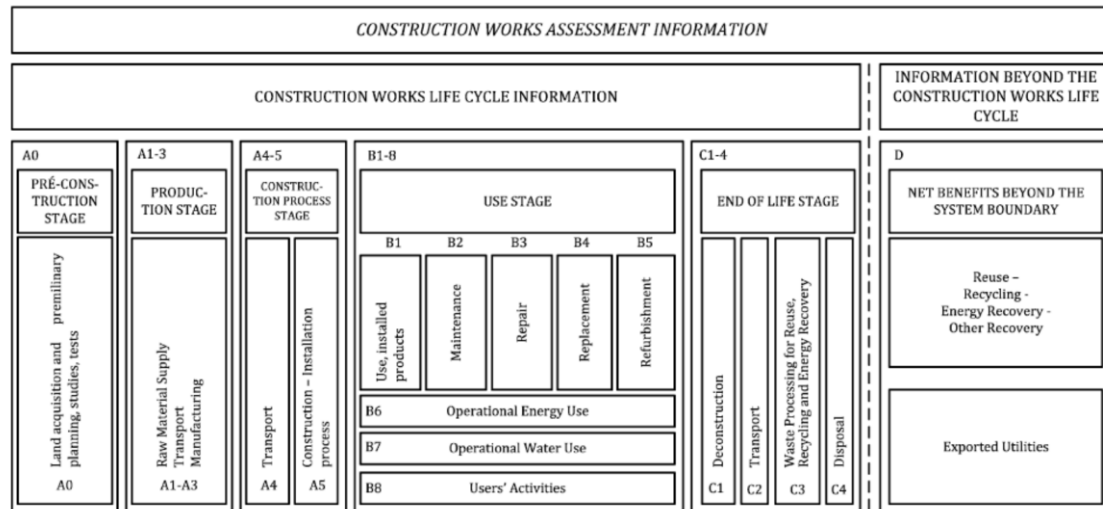 CONSTRUCTION WORKS ASSESSMENT INFORMATION
CONSTRUCTION WORKS LIFE CYCLE INFORMATION
INFORMATION BEYOND THE
CONSTRUCTION WORKS LIFE
CYCLE
A0
PRÉ-CONS-
TRUCTION
STAGE
Land acquisition and premilinary
planning, studies, tests
A0
A1-3
PRODUC-
TION STAGE
Raw Material Supply
Transport
Manufacturing
A1-A3
A4-5
CONSTRUC-
TION PROCESS
STAGE
Transport
A4
Construction – Installation
process
A5
B1-8
USE STAGE
B1
Use, installed
products
B2
Maintenance
B3
Repair
B4
Replacement
B5
Refurbishment
B6 Operational Energy Use
B7 Operational Water Use
B8 Users' Activities
C1-4
END OF LIFE STAGE
Deconstruction
C1
Transport
C2
Waste Processing for Reuse,
Recycling and Energy Recovery
C3
Disposal
C4
D
NET BENEFITS BEYOND THE
SYSTEM BOUNDARY
Reuse –
Recycling -
Energy Recovery -
Other Recovery
Exported Utilities